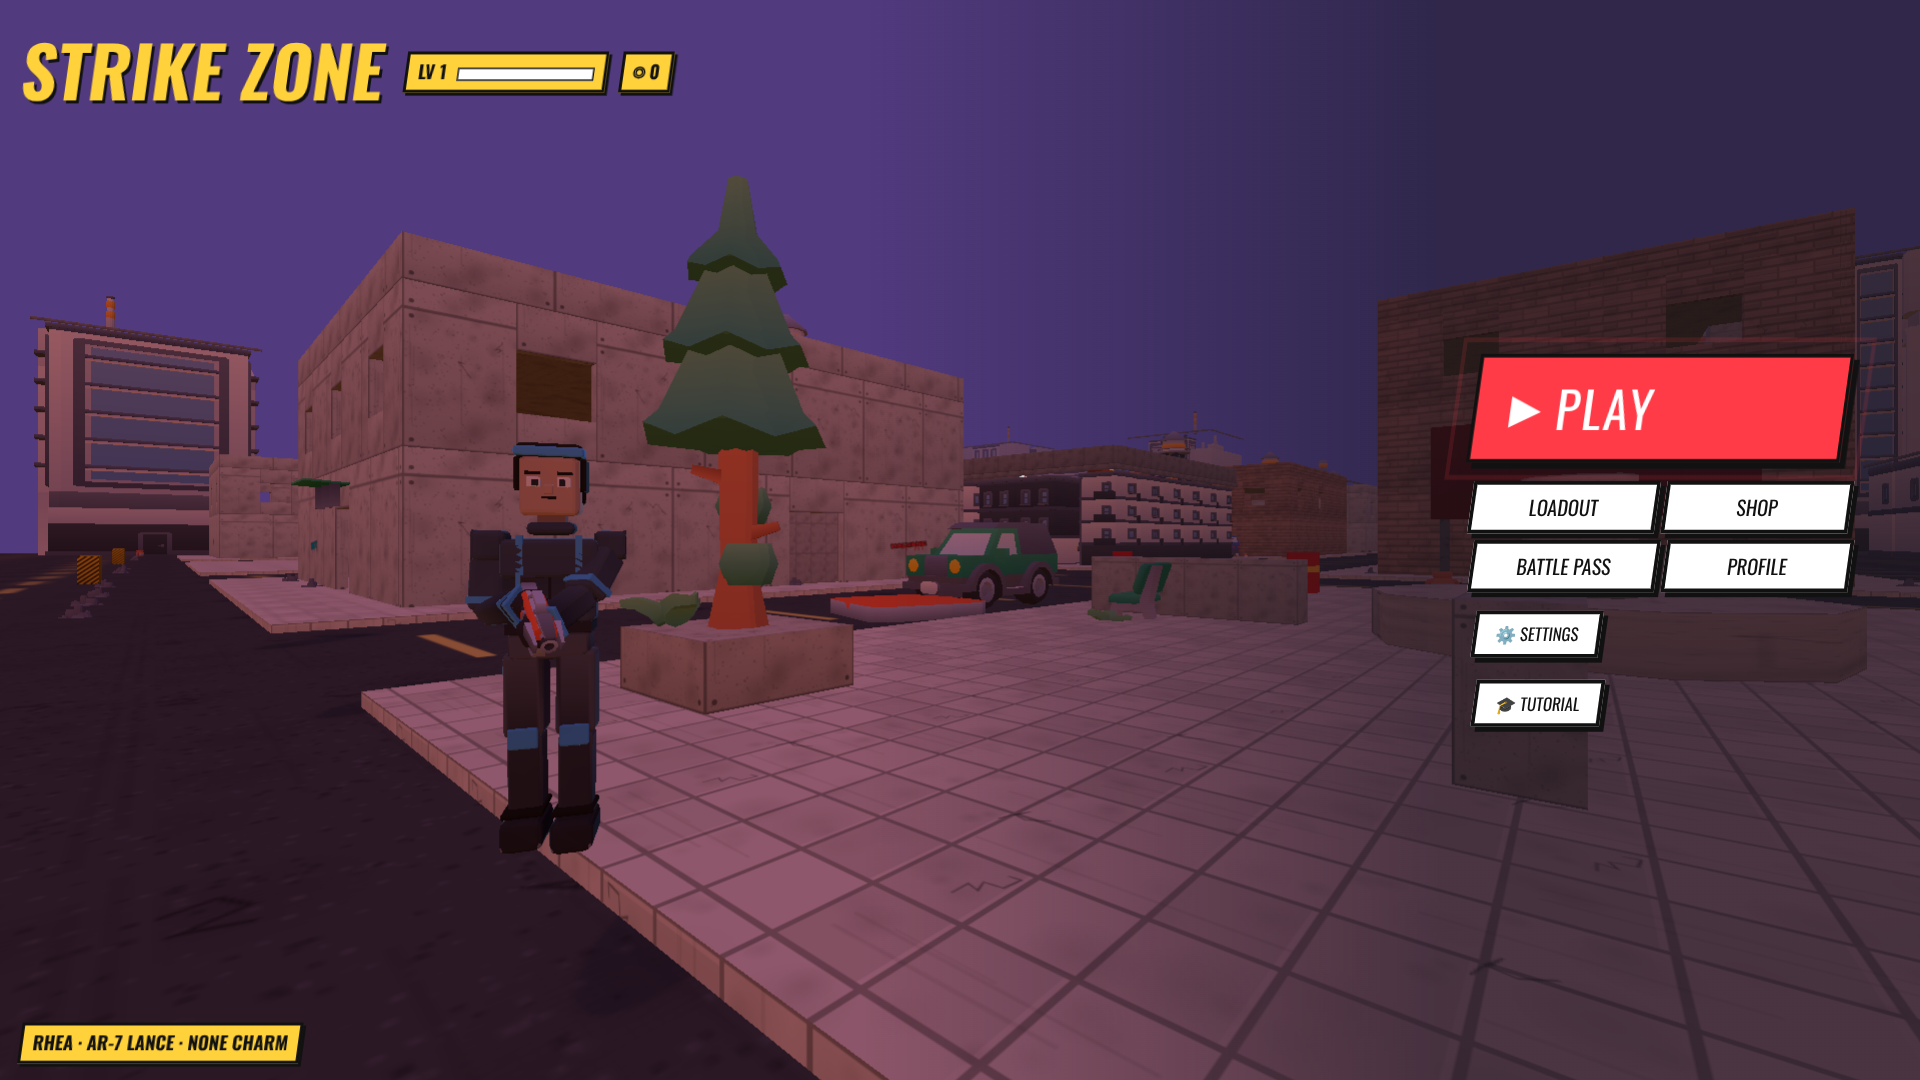 STRIKE ZONE
LV 1
0
▶ PLAY
LOADOUT
SHOP
BATTLE PASS
PROFILE
⚙️ SETTINGS
🎓 TUTORIAL
RHEA · AR-7 LANCE · NONE CHARM